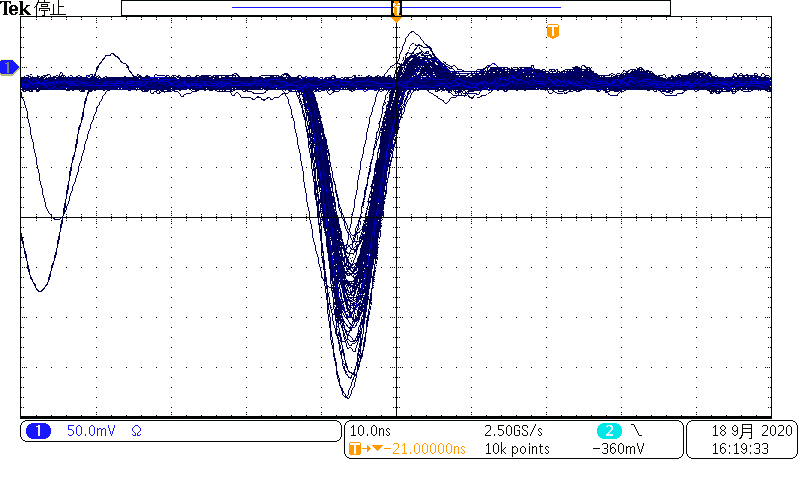 Tek 停止
T
T
1
1 50.0mV Ω
10.0ns 2.50GS/s 2
T→▼-21.00000ns 10k points -360mV
18 9月 2020
16:19:33